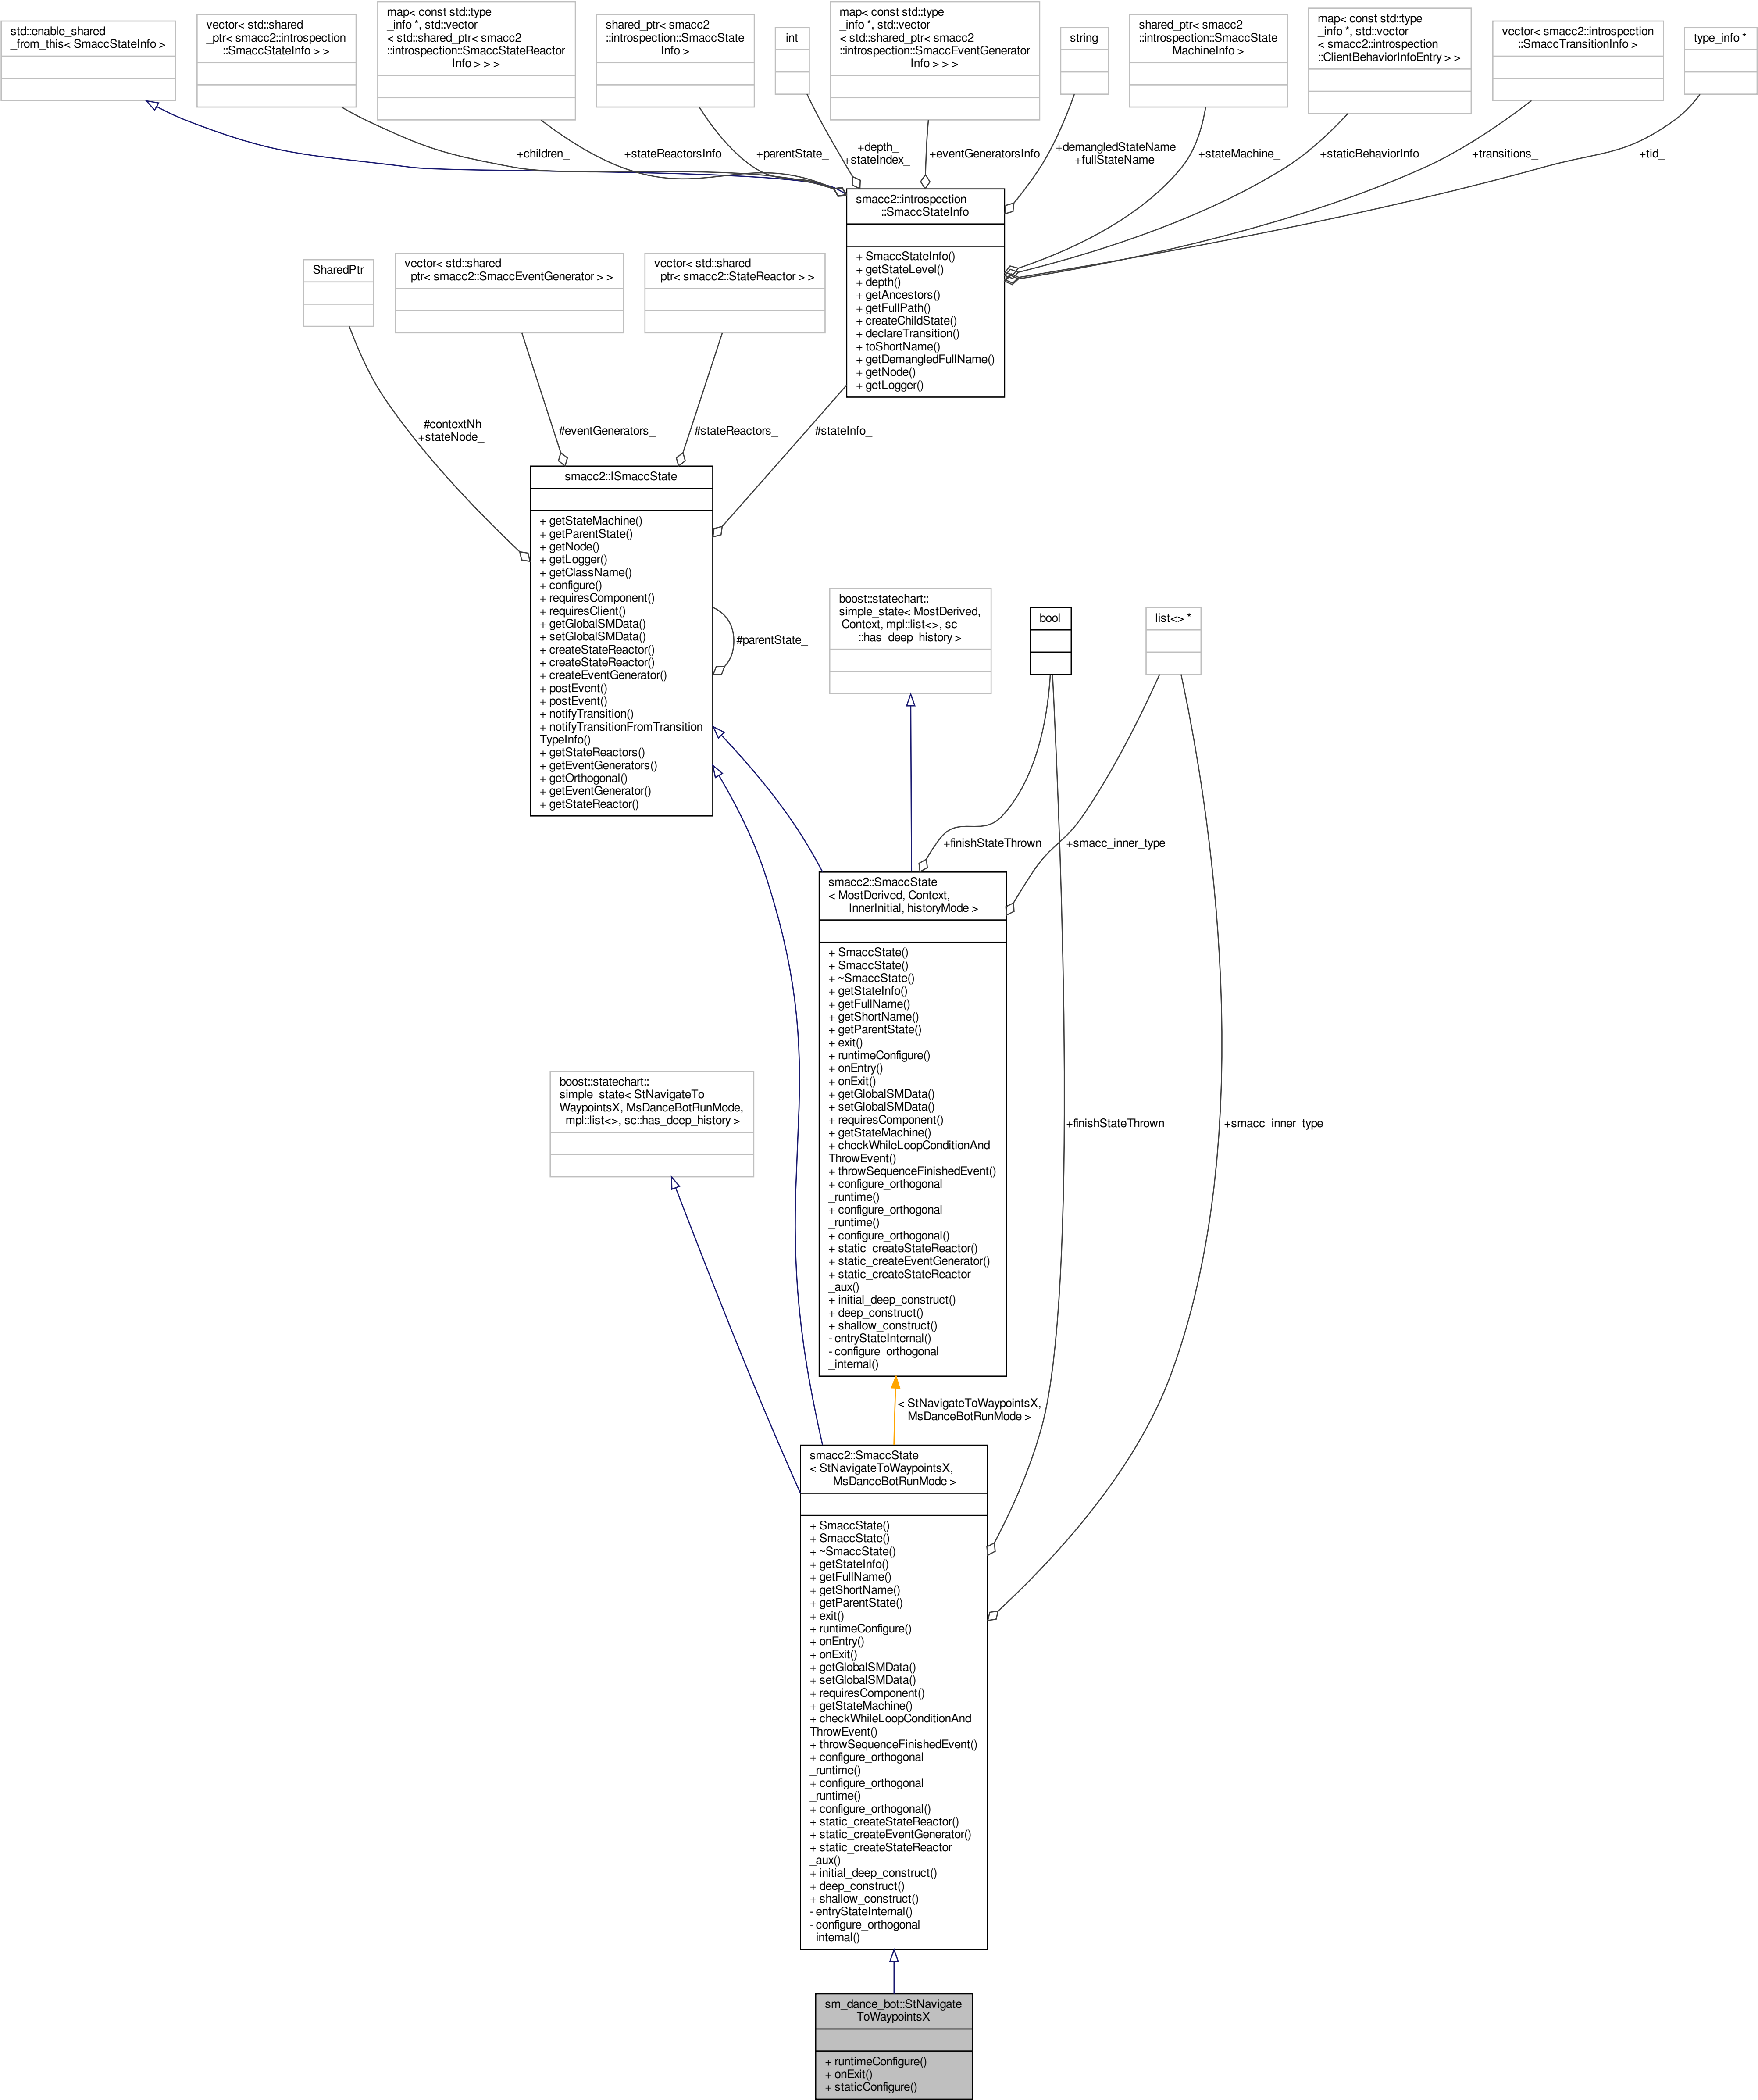 std::enable_shared
_from_this< SmaccStateInfo >
vector< std::shared
_ptr< smacc2::introspection
::SmaccStateInfo > >
map< const std::type
_info *, std::vector
< std::shared_ptr< smacc2
::introspection::SmaccStateReactor
Info > > >
shared_ptr< smacc2
::introspection::SmaccState
Info >
int
map< const std::type
_info *, std::vector
< std::shared_ptr< smacc2
::introspection::SmaccEventGenerator
Info > > >
string
shared_ptr< smacc2
::introspection::SmaccState
MachineInfo >
map< const std::type
_info *, std::vector
< smacc2::introspection
::ClientBehaviorInfoEntry > >
vector< smacc2::introspection
::SmaccTransitionInfo >
type_info *
+children_
+stateReactorsInfo
+parentState_
+depth_
+stateIndex_
+eventGeneratorsInfo
+demangledStateName
+fullStateName
+stateMachine_
+staticBehaviorInfo
+transitions_
+tid_
smacc2::introspection
::SmaccStateInfo
+ SmaccStateInfo()
+ getStateLevel()
+ depth()
+ getAncestors()
+ getFullPath()
+ createChildState()
+ declareTransition()
+ toShortName()
+ getDemangledFullName()
+ getNode()
+ getLogger()
SharedPtr
vector< std::shared
_ptr< smacc2::SmaccEventGenerator > >
vector< std::shared
_ptr< smacc2::StateReactor > >
#contextNh
+stateNode_
#eventGenerators_
#stateReactors_
#stateInfo_
smacc2::ISmaccState
+ getStateMachine()
+ getParentState()
+ getNode()
+ getLogger()
+ getClassName()
+ configure()
+ requiresComponent()
+ requiresClient()
+ getGlobalSMData()
+ setGlobalSMData()
+ createStateReactor()
+ createStateReactor()
+ createEventGenerator()
+ postEvent()
+ postEvent()
+ notifyTransition()
+ notifyTransitionFromTransition
TypeInfo()
+ getStateReactors()
+ getEventGenerators()
+ getOrthogonal()
+ getEventGenerator()
+ getStateReactor()
#parentState_
boost::statechart::
simple_state< MostDerived,
Context, mpl::list<>, sc
::has_deep_history >
bool
list<> *
+finishStateThrown
+smacc_inner_type
smacc2::SmaccState
< MostDerived, Context,
InnerInitial, historyMode >
+ SmaccState()
+ SmaccState()
+ ~SmaccState()
+ getStateInfo()
+ getFullName()
+ getShortName()
+ getParentState()
+ exit()
+ runtimeConfigure()
+ onEntry()
+ onExit()
+ getGlobalSMData()
+ setGlobalSMData()
+ requiresComponent()
+ getStateMachine()
+ checkWhileLoopConditionAnd
ThrowEvent()
+ throwSequenceFinishedEvent()
+ configure_orthogonal
_runtime()
+ configure_orthogonal
_runtime()
+ configure_orthogonal()
+ static_createStateReactor()
+ static_createEventGenerator()
+ static_createStateReactor
_aux()
+ initial_deep_construct()
+ deep_construct()
+ shallow_construct()
- entryStateInternal()
- configure_orthogonal
_internal()
boost::statechart::
simple_state< StNavigateTo
WaypointsX, MsDanceBotRunMode,
mpl::list<>, sc::has_deep_history >
+finishStateThrown
+smacc_inner_type
< StNavigateToWaypointsX,
MsDanceBotRunMode >
smacc2::SmaccState
< StNavigateToWaypointsX,
MsDanceBotRunMode >
+ SmaccState()
+ SmaccState()
+ ~SmaccState()
+ getStateInfo()
+ getFullName()
+ getShortName()
+ getParentState()
+ exit()
+ runtimeConfigure()
+ onEntry()
+ onExit()
+ getGlobalSMData()
+ setGlobalSMData()
+ requiresComponent()
+ getStateMachine()
+ checkWhileLoopConditionAnd
ThrowEvent()
+ throwSequenceFinishedEvent()
+ configure_orthogonal
_runtime()
+ configure_orthogonal
_runtime()
+ configure_orthogonal()
+ static_createStateReactor()
+ static_createEventGenerator()
+ static_createStateReactor
_aux()
+ initial_deep_construct()
+ deep_construct()
+ shallow_construct()
- entryStateInternal()
- configure_orthogonal
_internal()
sm_dance_bot::StNavigate
ToWaypointsX
+ runtimeConfigure()
+ onExit()
+ staticConfigure()